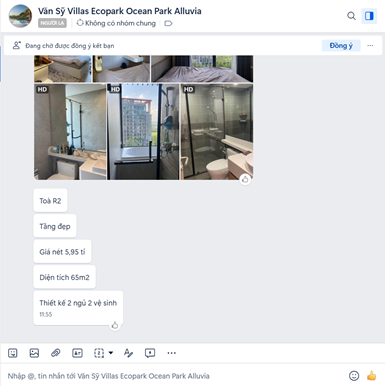 Văn Sỹ Villas Ecopark Ocean Park Alluvia
NGƯỜI LẠ
Không có nhóm chung
Đang chờ được đồng ý kết bạn
Đồng ý
HD
HD
HD
Toà R2
Tầng đẹp
Giá nét 5,95 tỉ
Diện tích 65m2
Thiết kế 2 ngủ 2 vệ sinh
11:55
Nhập @, tin nhắn tới Văn Sỹ Villas Ecopark Ocean Park Alluvia